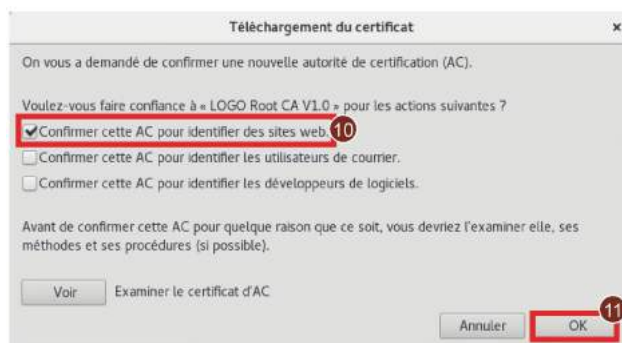 Téléchargement du certificat
×
On vous a demandé de confirmer une nouvelle autorité de certification (AC).
Voulez-vous faire confiance à « LOGO Root CA V1.0 » pour les actions suivantes ?
Confirmer cette AC pour identifier des sites web. 10
Confirmer cette AC pour identifier les utilisateurs de courrier.
Confirmer cette AC pour identifier les développeurs de logiciels.
Avant de confirmer cette AC pour quelque raison que ce soit, vous devriez l'examiner elle, ses
méthodes et ses procédures (si possible).
Voir Examiner le certificat d'AC
11
Annuler OK